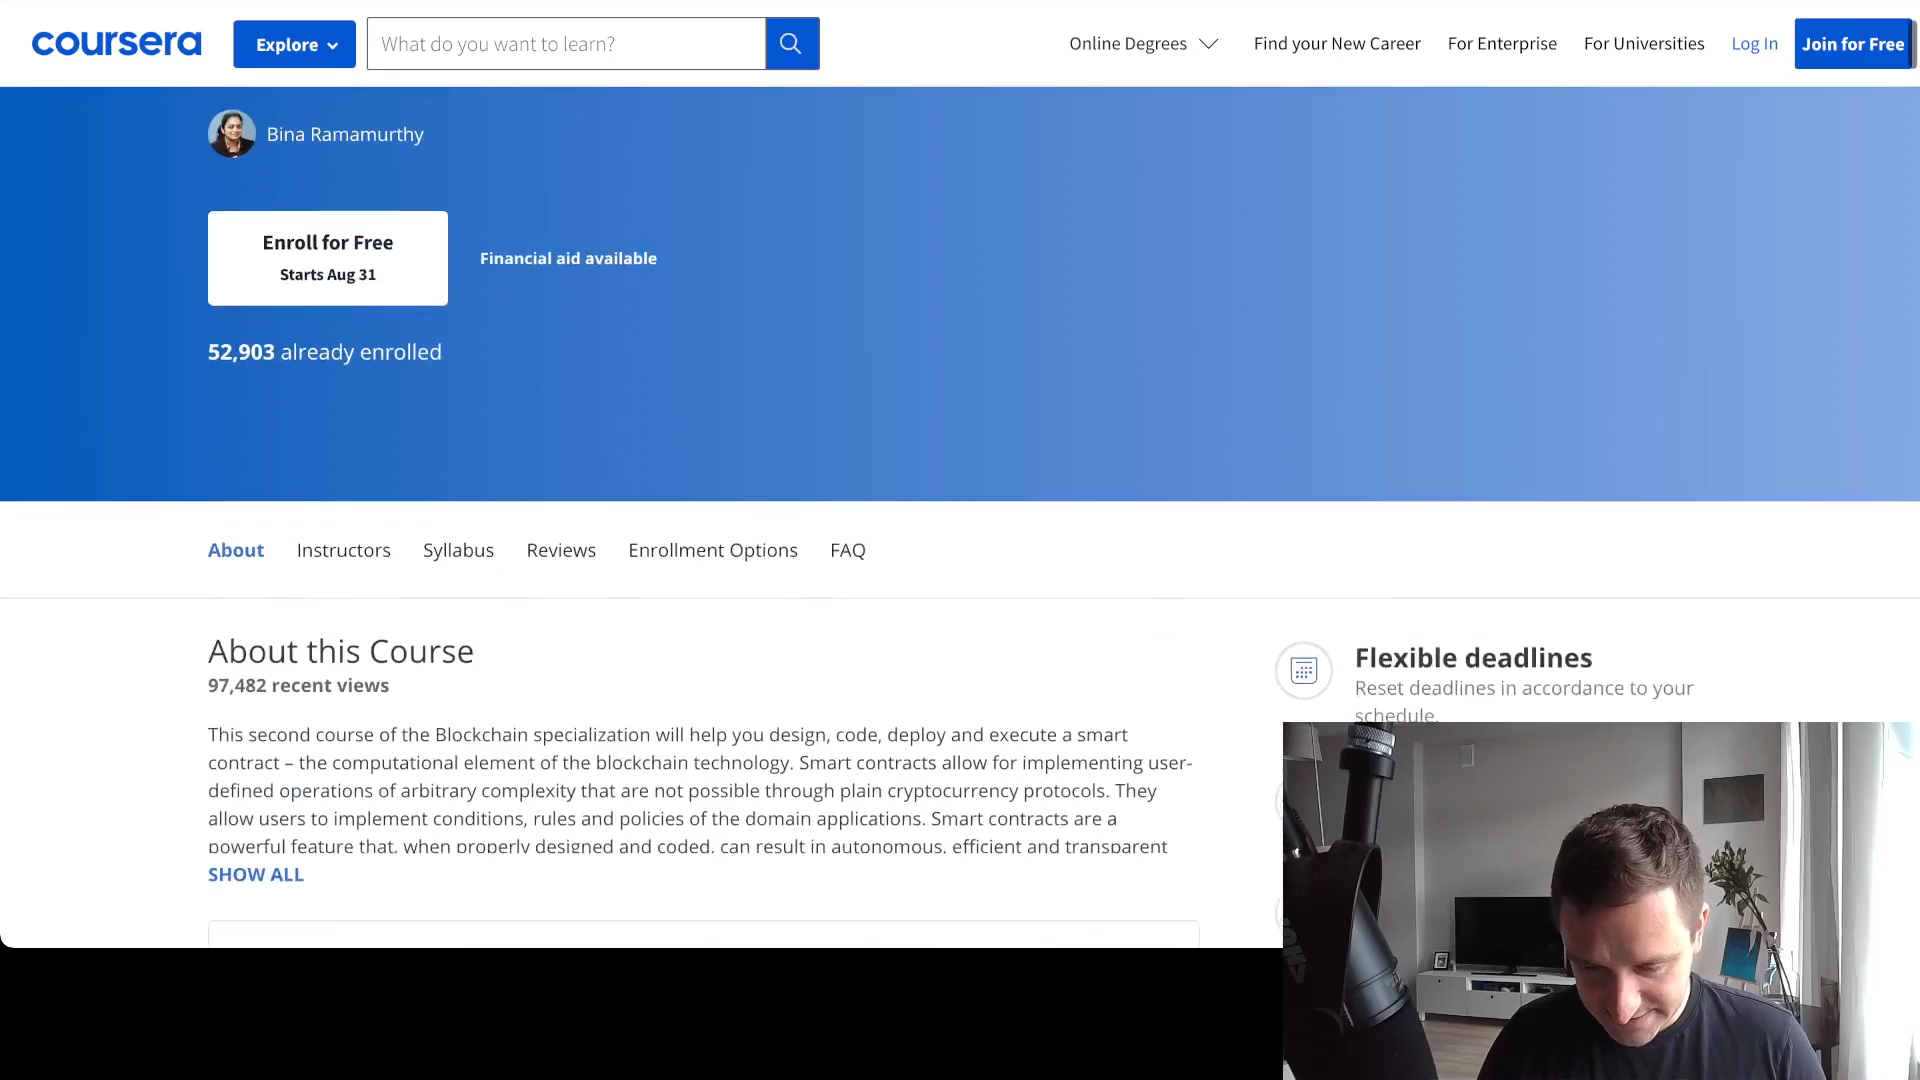 coursera Explore What do you want to learn? Online Degrees Find your New Career For Enterprise For Universities Log In Join for Free
Bina Ramamurthy
Enroll for Free
Starts Aug 31
Financial aid available
52,903 already enrolled
About Instructors Syllabus Reviews Enrollment Options FAQ
About this Course
97,482 recent views
This second course of the Blockchain specialization will help you design, code, deploy and execute a smart
contract – the computational element of the blockchain technology. Smart contracts allow for implementing user-
defined operations of arbitrary complexity that are not possible through plain cryptocurrency protocols. They
allow users to implement conditions, rules and policies of the domain applications. Smart contracts are a
powerful feature that, when properly designed and coded, can result in autonomous, efficient and transparent
SHOW ALL
Flexible deadlines
Reset deadlines in accordance to your
schedule.